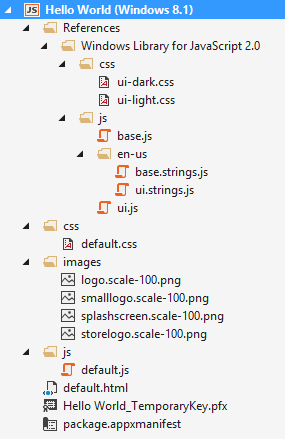 JS Hello World (Windows 8.1)
References
Windows Library for JavaScript 2.0
css
ui-dark.css
ui-light.css
js
base.js
en-us
base.strings.js
ui.strings.js
ui.js
css
default.css
images
logo.scale-100.png
smalllogo.scale-100.png
splashscreen.scale-100.png
storelogo.scale-100.png
js
default.js
default.html
Hello World_TemporaryKey.pfx
package.appxmanifest